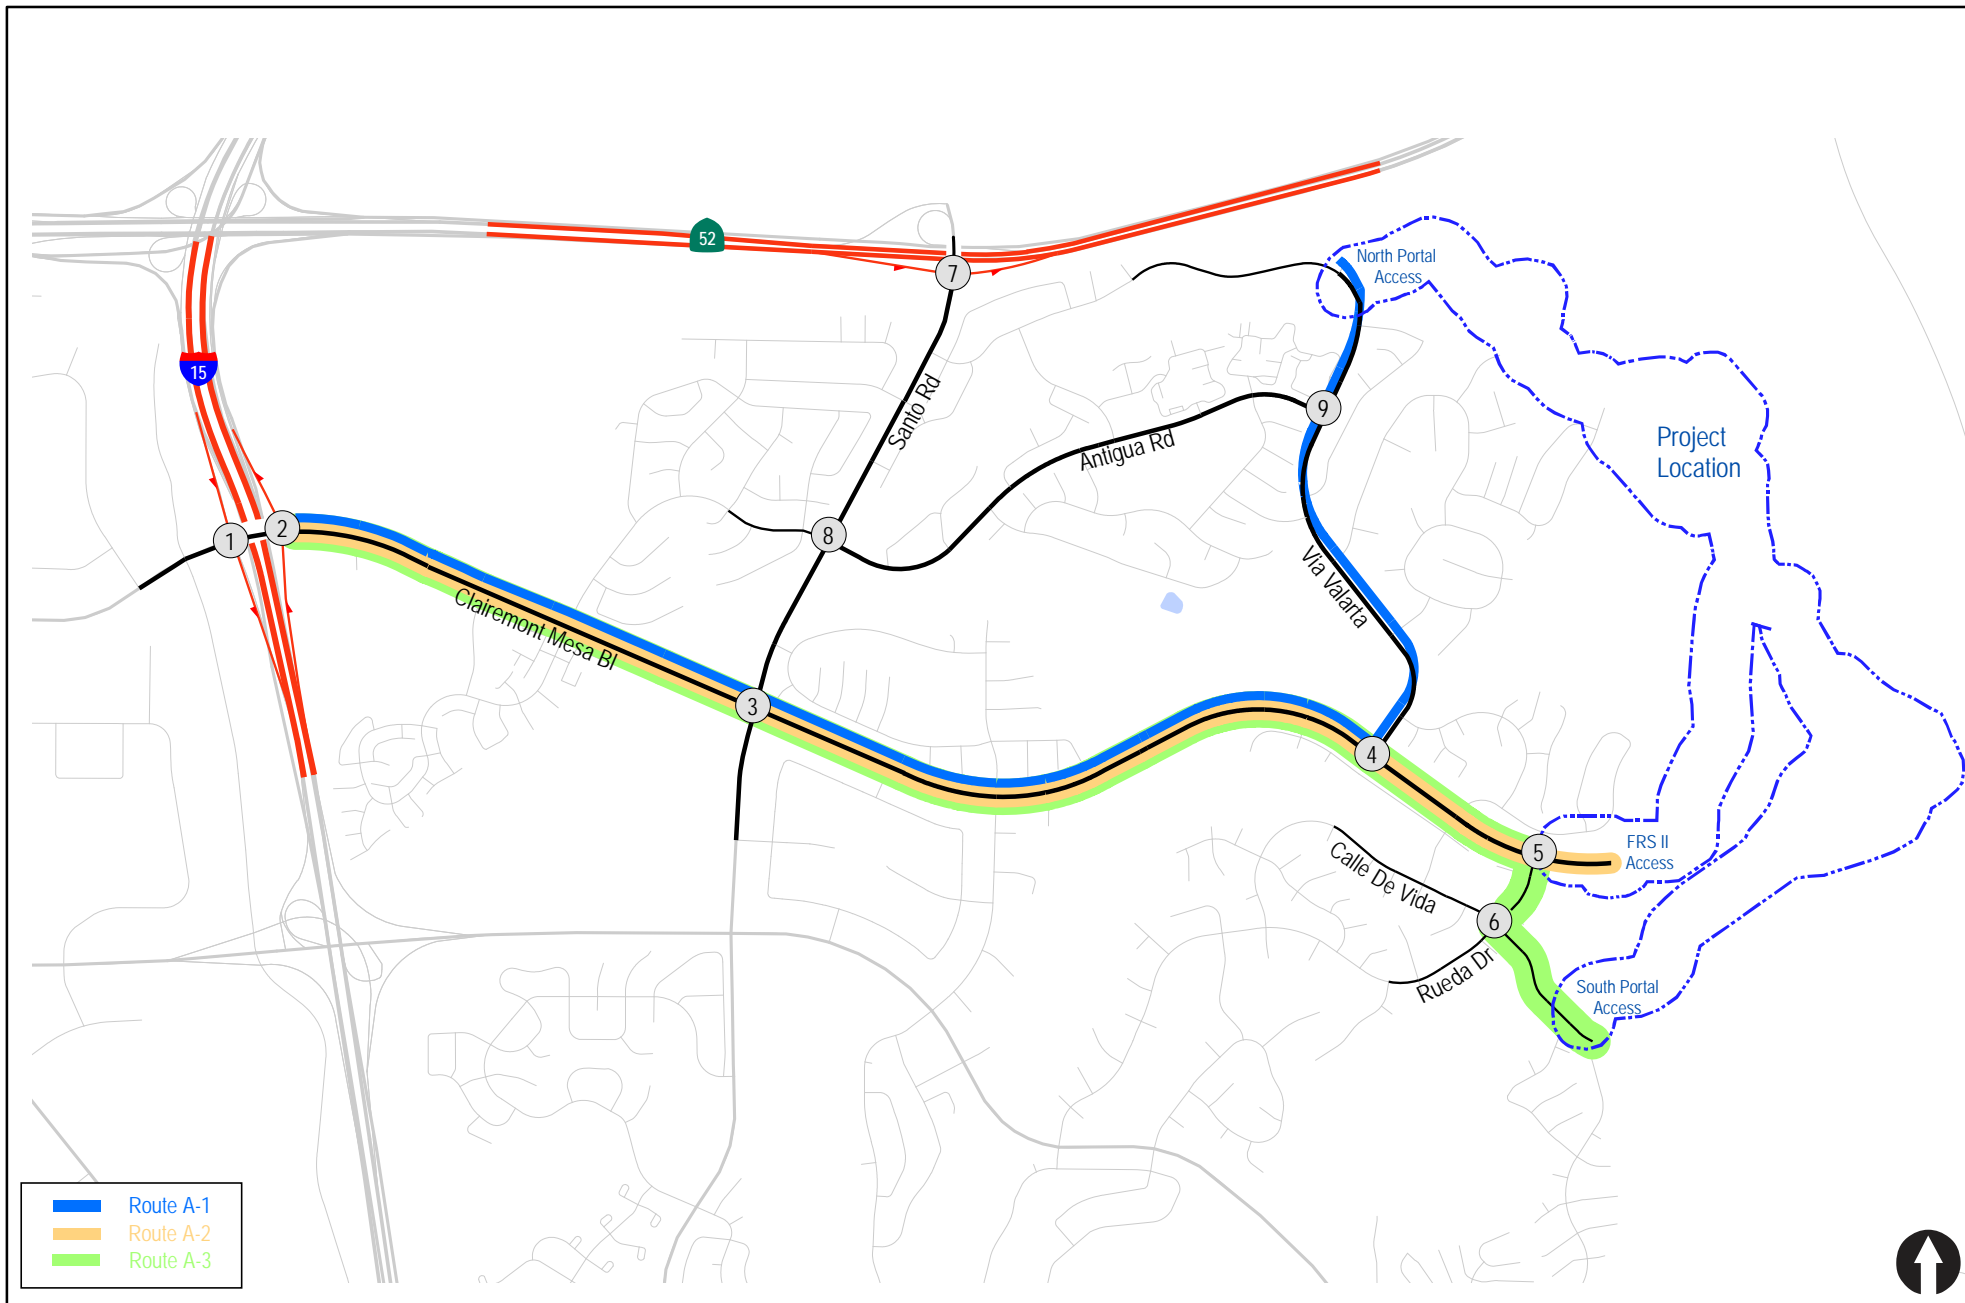 52
7
North Portal
Access
15
Santo Rd
9
Antigua Rd
Project
Location
1
2
8
Via Valarta
Clairemont Mesa Bl
3
4
5
FRS II
Access
Calle De Vida
6
Rueda Dr
South Portal
Access
Route A-1
Route A-2
Route A-3